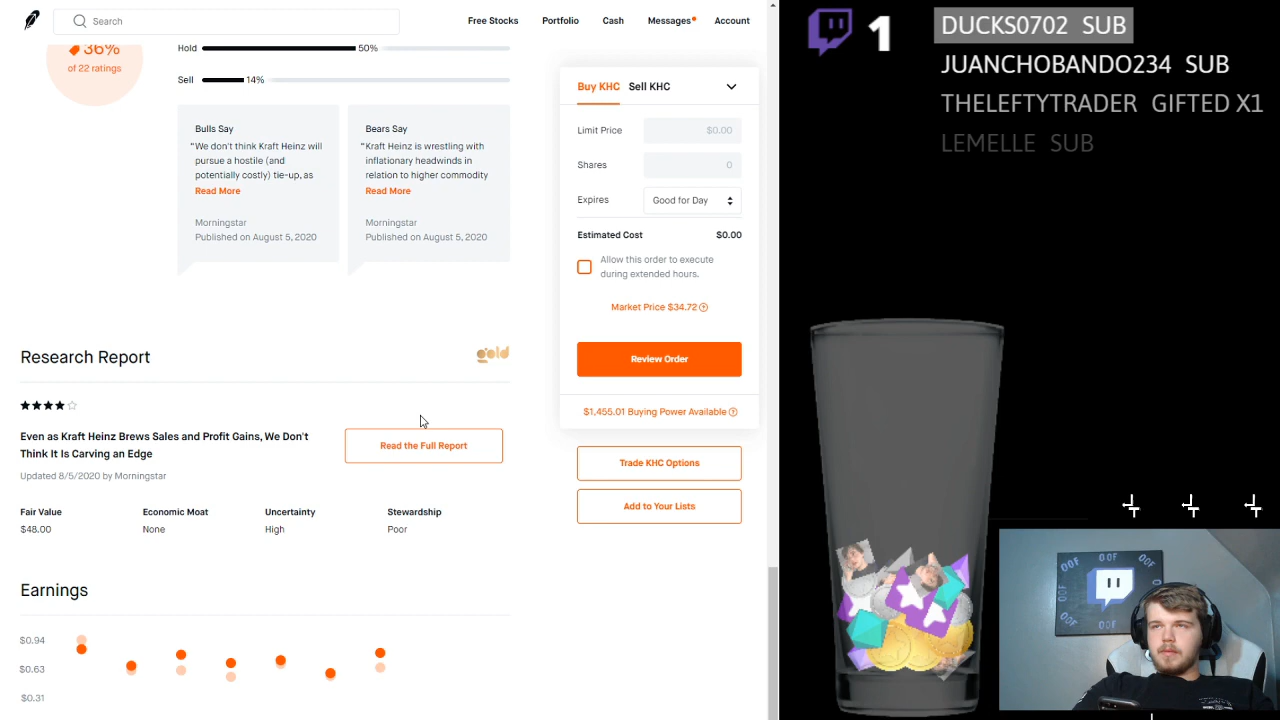 Search
Free Stocks
Portfolio
Cash
Messages
Account
36%
of 22 ratings
Hold
50%
Sell
14%
Bulls Say
"We don't think Kraft Heinz will
pursue a hostile (and
potentially costly) tie-up, as
Read More
Morningstar
Published on August 5, 2020
Bears Say
"Kraft Heinz is wrestling with
inflationary headwinds in
relation to higher commodity
Read More
Morningstar
Published on August 5, 2020
Research Report
gold
Even as Kraft Heinz Brews Sales and Profit Gains, We Don't
Think It Is Carving an Edge
Updated 8/5/2020 by Morningstar
Read the Full Report
Fair Value
$48.00
Economic Moat
None
Uncertainty
High
Stewardship
Poor
Earnings
$0.94
$0.63
$0.31
Buy KHC
Sell KHC
Limit Price
$0.00
Shares
0
Expires
Good for Day
Estimated Cost
$0.00
Allow this order to execute
during extended hours.
Market Price $34.72
Review Order
$1,455.01 Buying Power Available
Trade KHC Options
Add to Your Lists
1
DUCKS0702 SUB
JUANCHOBANDO234 SUB
THELEFTYTRADER GIFTED X1
LEMELLE SUB
OOF
OOF
OOF
OOF
OOF
OOF